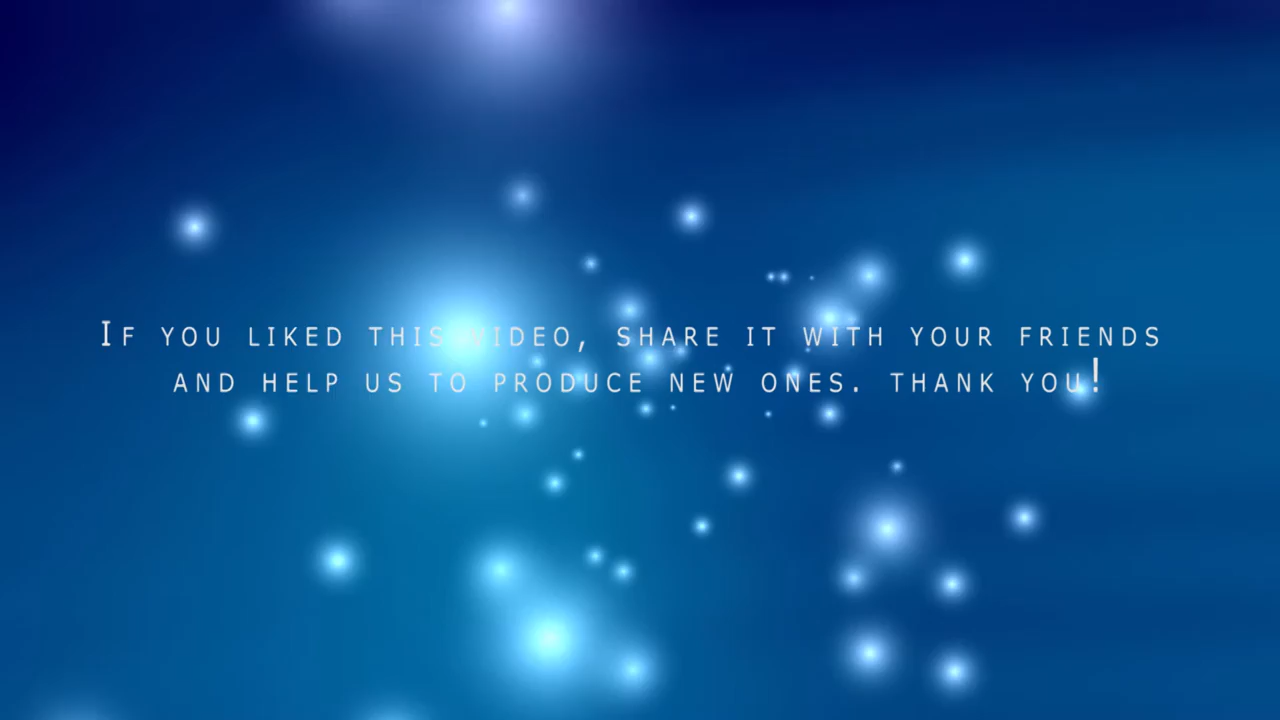 If you liked this video, share it with your friends
and help us to produce new ones. Thank you!